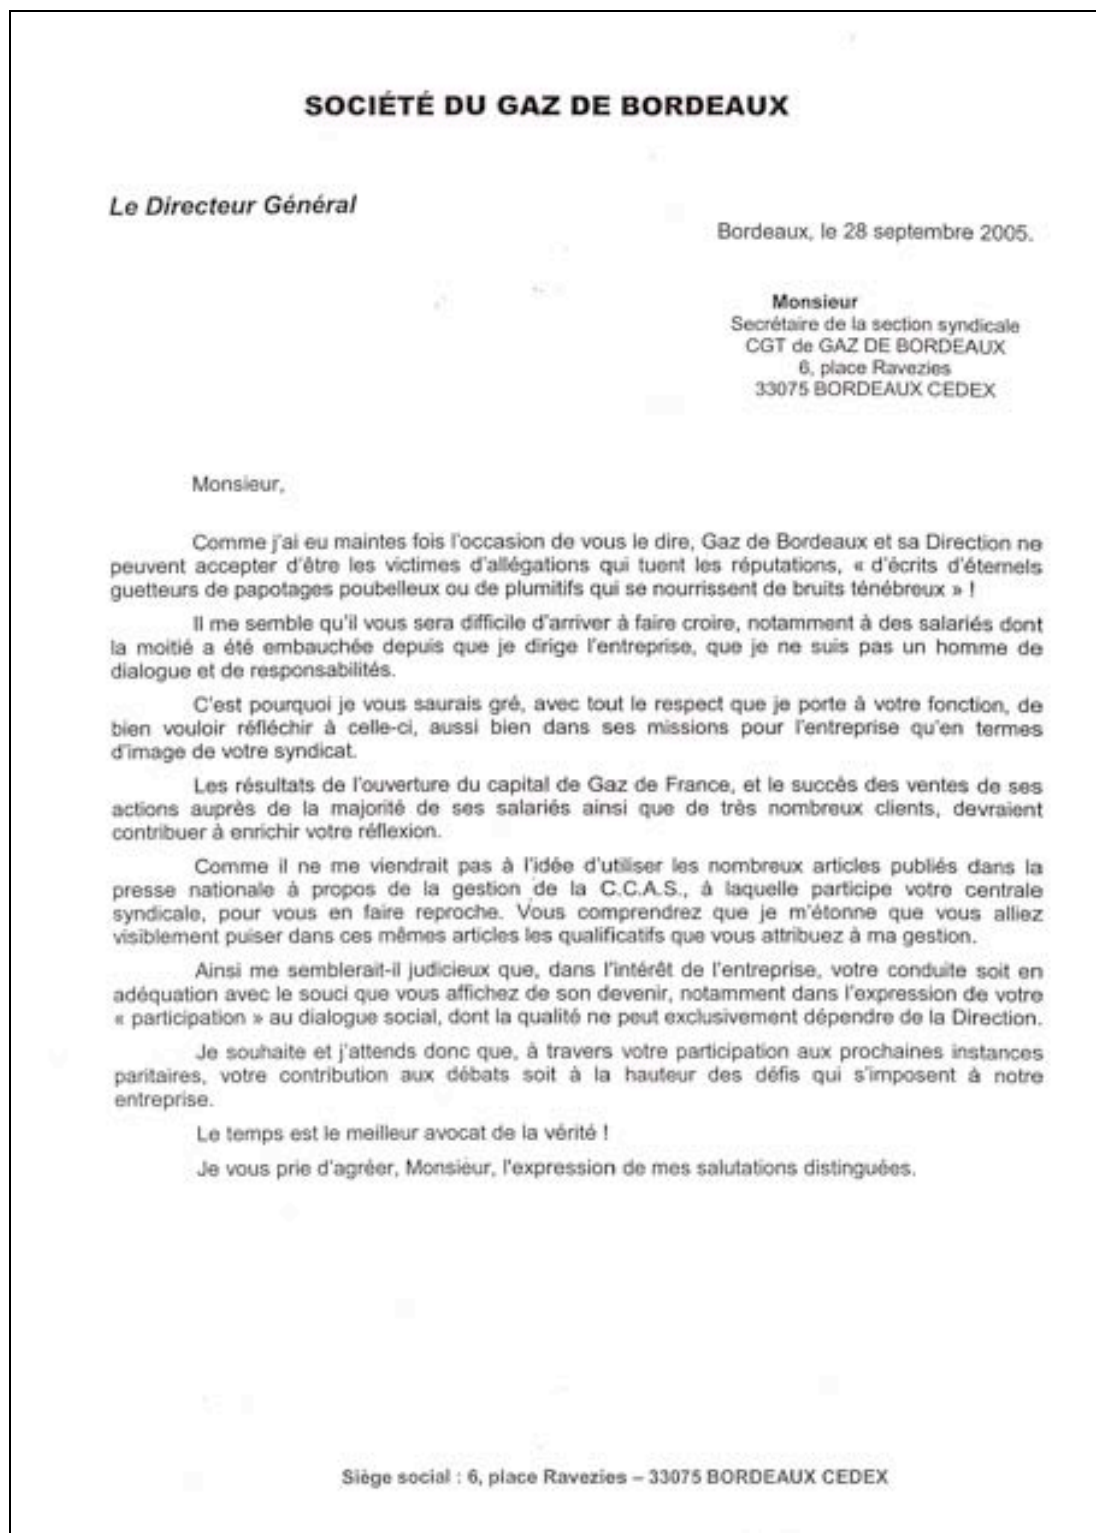 SOCIÉTÉ DU GAZ DE BORDEAUX
Le Directeur Général
Bordeaux, le 28 septembre 2005.
Monsieur
Secrétaire de la section syndicale
CGT de GAZ DE BORDEAUX
6, place Ravezies
33075 BORDEAUX CEDEX
Monsieur,
Comme j'ai eu maintes fois l'occasion de vous le dire, Gaz de Bordeaux et sa Direction ne
peuvent accepter d'être les victimes d'allégations qui tuent les réputations, « d'écrits d'éternels
guetteurs de papotages poubelleux ou de plumitifs qui se nourrissent de bruits ténébreux » !
Il me semble qu'il vous sera difficile d'arriver à faire croire, notamment à des salariés dont
la moitié a été embauchée depuis que je dirige l'entreprise, que je ne suis pas un homme de
dialogue et de responsabilités.
C'est pourquoi je vous saurais gré, avec tout le respect que je porte à votre fonction, de
bien vouloir réfléchir à celle-ci, aussi bien dans ses missions pour l'entreprise qu'en termes
d'image de votre syndicat.
Les résultats de l'ouverture du capital de Gaz de France, et le succès des ventes de ses
actions auprès de la majorité de ses salariés ainsi que de très nombreux clients, devraient
contribuer à enrichir votre réflexion.
Comme il ne me viendrait pas à l'idée d'utiliser les nombreux articles publiés dans la
presse nationale à propos de la gestion de la C.C.A.S., à laquelle participe votre centrale
syndicale, pour vous en faire reproche. Vous comprendrez que je m'étonne que vous alliez
visiblement puiser dans ces mêmes articles les qualificatifs que vous attribuez à ma gestion.
Ainsi me semblerait-il judicieux que, dans l'intérêt de l'entreprise, votre conduite soit en
adéquation avec le souci que vous affichez de son devenir, notamment dans l'expression de votre
« participation » au dialogue social, dont la qualité ne peut exclusivement dépendre de la Direction.
Je souhaite et j'attends donc que, à travers votre participation aux prochaines instances
paritaires, votre contribution aux débats soit à la hauteur des défis qui s'imposent à notre
entreprise.
Le temps est le meilleur avocat de la vérité !
Je vous prie d'agréer, Monsieur, l'expression de mes salutations distinguées.
Siège social : 6, place Ravezies – 33075 BORDEAUX CEDEX